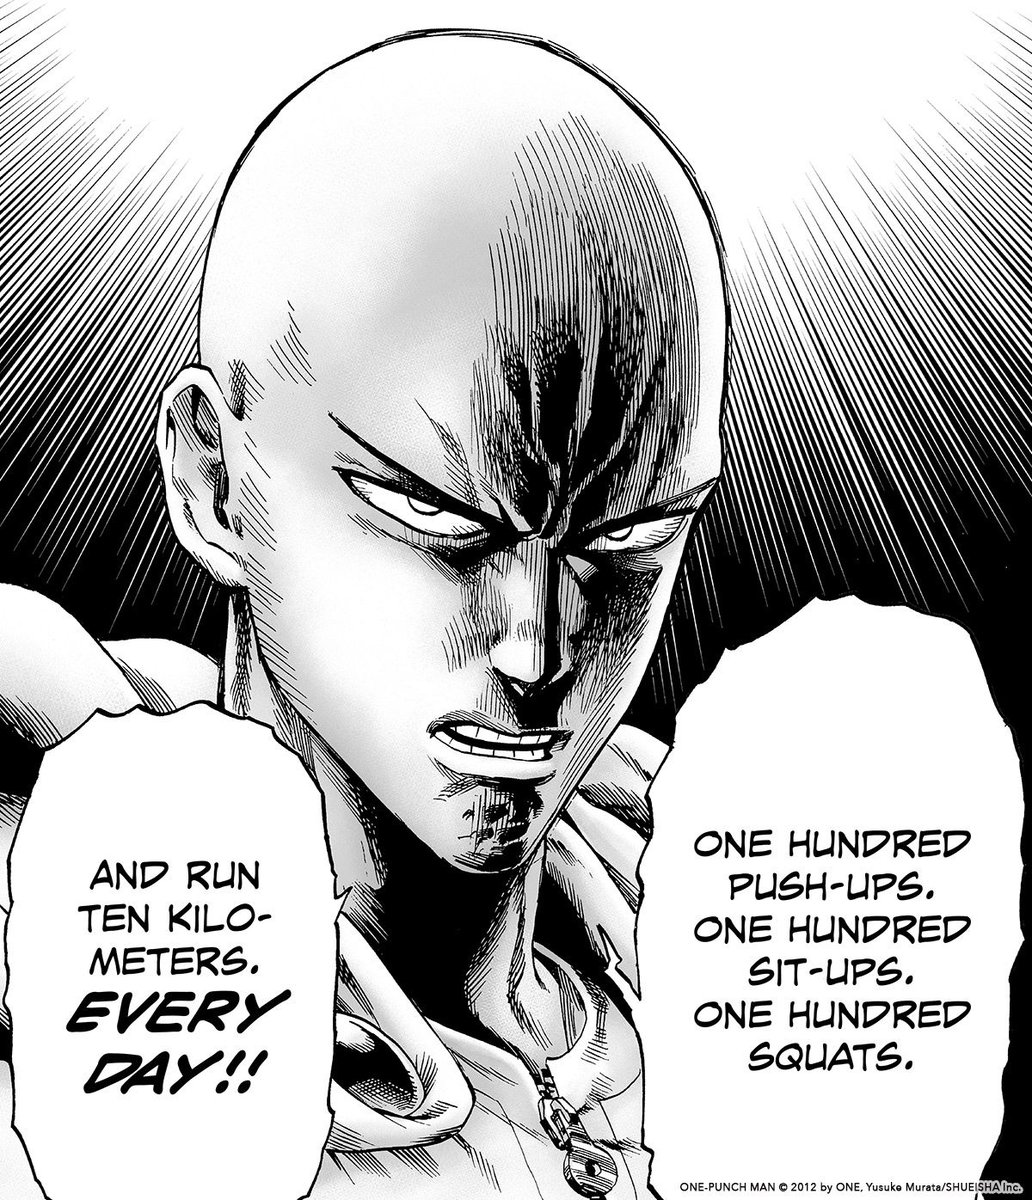 ONE HUNDRED
PUSH-UPS.
ONE HUNDRED
SIT-UPS.
ONE HUNDRED
SQUATS.
AND RUN
TEN KILO-
METERS.
EVERY
DAY!!
ONE-PUNCH MAN © 2012 by ONE, Yusuke Murata/SHUEISHA Inc.